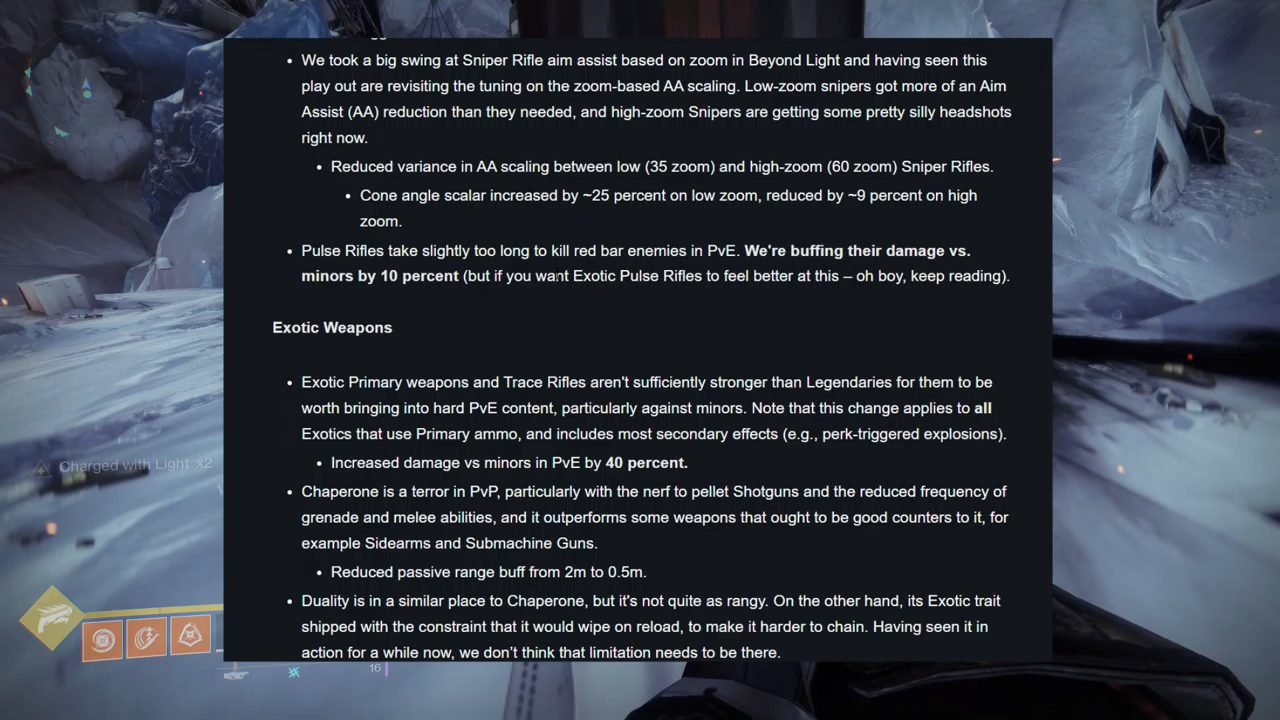 • We took a big swing at Sniper Rifle aim assist based on zoom in Beyond Light and having seen this
play out are revisiting the tuning on the zoom-based AA scaling. Low-zoom snipers got more of an Aim
Assist (AA) reduction than they needed, and high-zoom Snipers are getting some pretty silly headshots
right now.
• Reduced variance in AA scaling between low (35 zoom) and high-zoom (60 zoom) Sniper Rifles.
• Cone angle scalar increased by ~25 percent on low zoom, reduced by ~9 percent on high
zoom.
• Pulse Rifles take slightly too long to kill red bar enemies in PvE. We're buffing their damage vs.
minors by 10 percent (but if you want Exotic Pulse Rifles to feel better at this – oh boy, keep reading).
Exotic Weapons
• Exotic Primary weapons and Trace Rifles aren't sufficiently stronger than Legendaries for them to be
worth bringing into hard PvE content, particularly against minors. Note that this change applies to all
Exotics that use Primary ammo, and includes most secondary effects (e.g., perk-triggered explosions).
• Increased damage vs minors in PvE by 40 percent.
Charged with Light x2
• Chaperone is a terror in PvP, particularly with the nerf to pellet Shotguns and the reduced frequency of
grenade and melee abilities, and it outperforms some weapons that ought to be good counters to it, for
example Sidearms and Submachine Guns.
• Reduced passive range buff from 2m to 0.5m.
• Duality is in a similar place to Chaperone, but it's not quite as rangy. On the other hand, its Exotic trait
shipped with the constraint that it would wipe on reload, to make it harder to chain. Having seen it in
action for a while now, we don't think that limitation needs to be there.
16